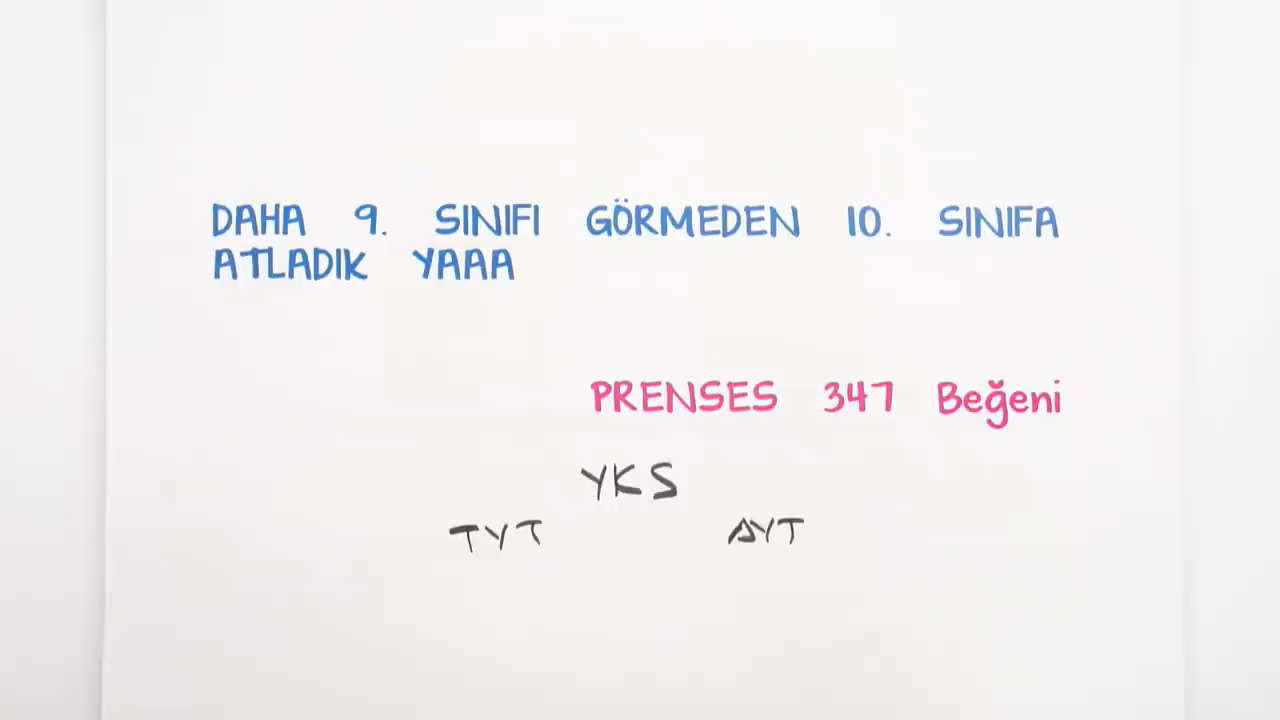 DAHA 9. SINIFI GÖRMEDEN 10. SINIFA
ATLADIK YAAA
PRENSES 347 Beğeni
YKS
TYT AYT